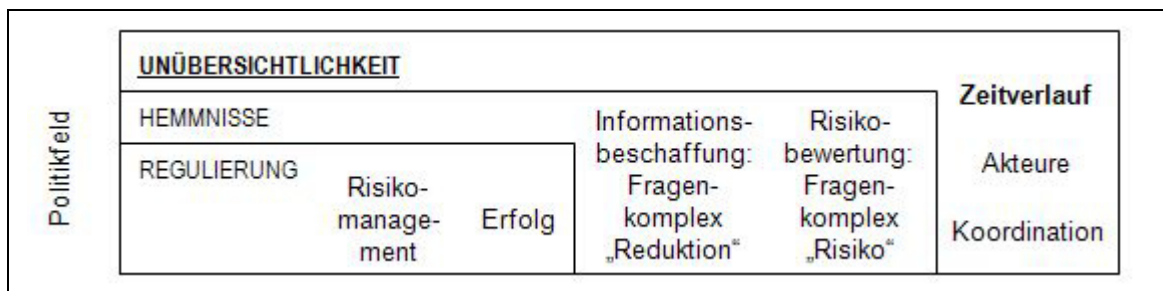 Politikfeld
UNÜBERSICHTLICHKEIT
HEMMNISSE
REGULIERUNG
Risiko-
manage-
ment
Erfolg
Informations-
beschaffung:
Fragen-
komplex
„Reduktion“
Risiko-
bewertung:
Fragen-
komplex
„Risiko“
Zeitverlauf
Akteure
Koordination